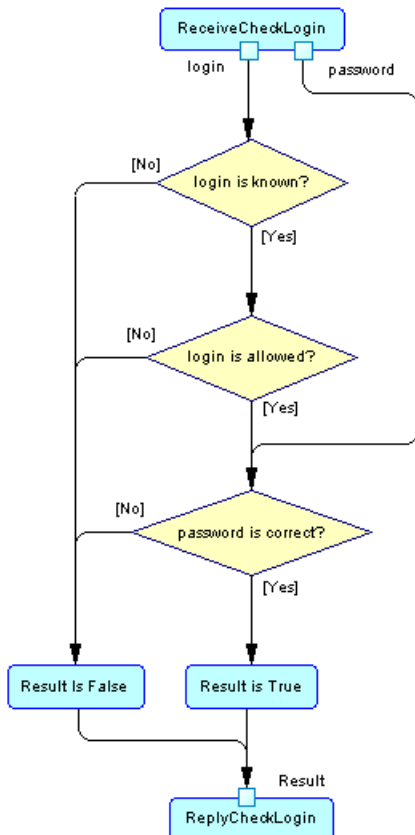 ReceiveCheckLogin
login
password
[No]
login is known?
[Yes]
[No]
login is allowed?
[Yes]
[No]
password is correct?
[Yes]
Result Is False
Result is True
Result
ReplyCheckLogin